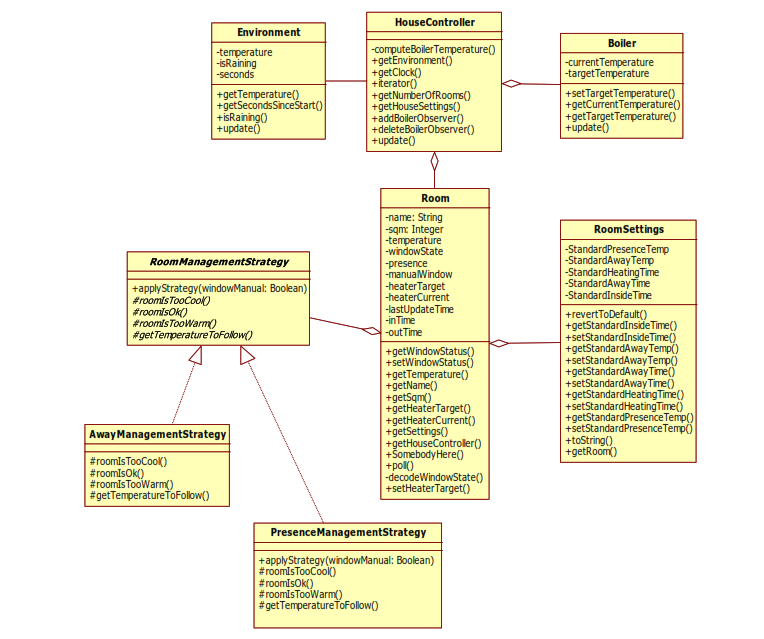 Environment
-temperature
-isRaining
-seconds
+getTemperature()
+getSecondsSinceStart()
+isRaining()
+update()
HouseController
-computeBoilerTemperature()
+getEnvironment()
+getClock()
+iterator()
+getNumberOfRooms()
+getHouseSettings()
+addBoilerObserver()
+deleteBoilerObserver()
+update()
Boiler
-currentTemperature
-targetTemperature
+setTargetTemperature()
+getCurrentTemperature()
+getTargetTemperature()
+update()
Room
-name: String
-sqm: Integer
-temperature
-windowState
-presence
-manualWindow
-heaterTarget
-heaterCurrent
-lastUpdateTime
-inTime
-outTime
+getWindowStatus()
+setWindowStatus()
+getTemperature()
+getName()
+getSqm()
+getHeaterTarget()
+getHeaterCurrent()
+getSettings()
+getHouseController()
+SomebodyHere()
+poll()
-decodeWindowState()
+setHeaterTarget()
RoomSettings
-StandardPresenceTemp
-StandardAwayTemp
-StandardHeatingTime
-StandardAwayTime
-StandardInsideTime
+revertToDefault()
+getStandardInsideTime()
+setStandardInsideTime()
+getStandardAwayTemp()
+setStandardAwayTemp()
+getStandardAwayTime()
+setStandardAwayTime()
+getStandardHeatingTime()
+setStandardHeatingTime()
+getStandardPresenceTemp()
+setStandardPresenceTemp()
+toString()
+getRoom()
RoomManagementStrategy
+applyStrategy(windowManual: Boolean)
#roomIsTooCool()
#roomIsOk()
#roomIsTooWarm()
#getTemperatureToFollow()
AwayManagementStrategy
#roomIsTooCool()
#roomIsOk()
#roomIsTooWarm()
#getTemperatureToFollow()
PresenceManagementStrategy
+applyStrategy(windowManual: Boolean)
#roomIsTooCool()
#roomIsOk()
#roomIsTooWarm()
#getTemperatureToFollow()